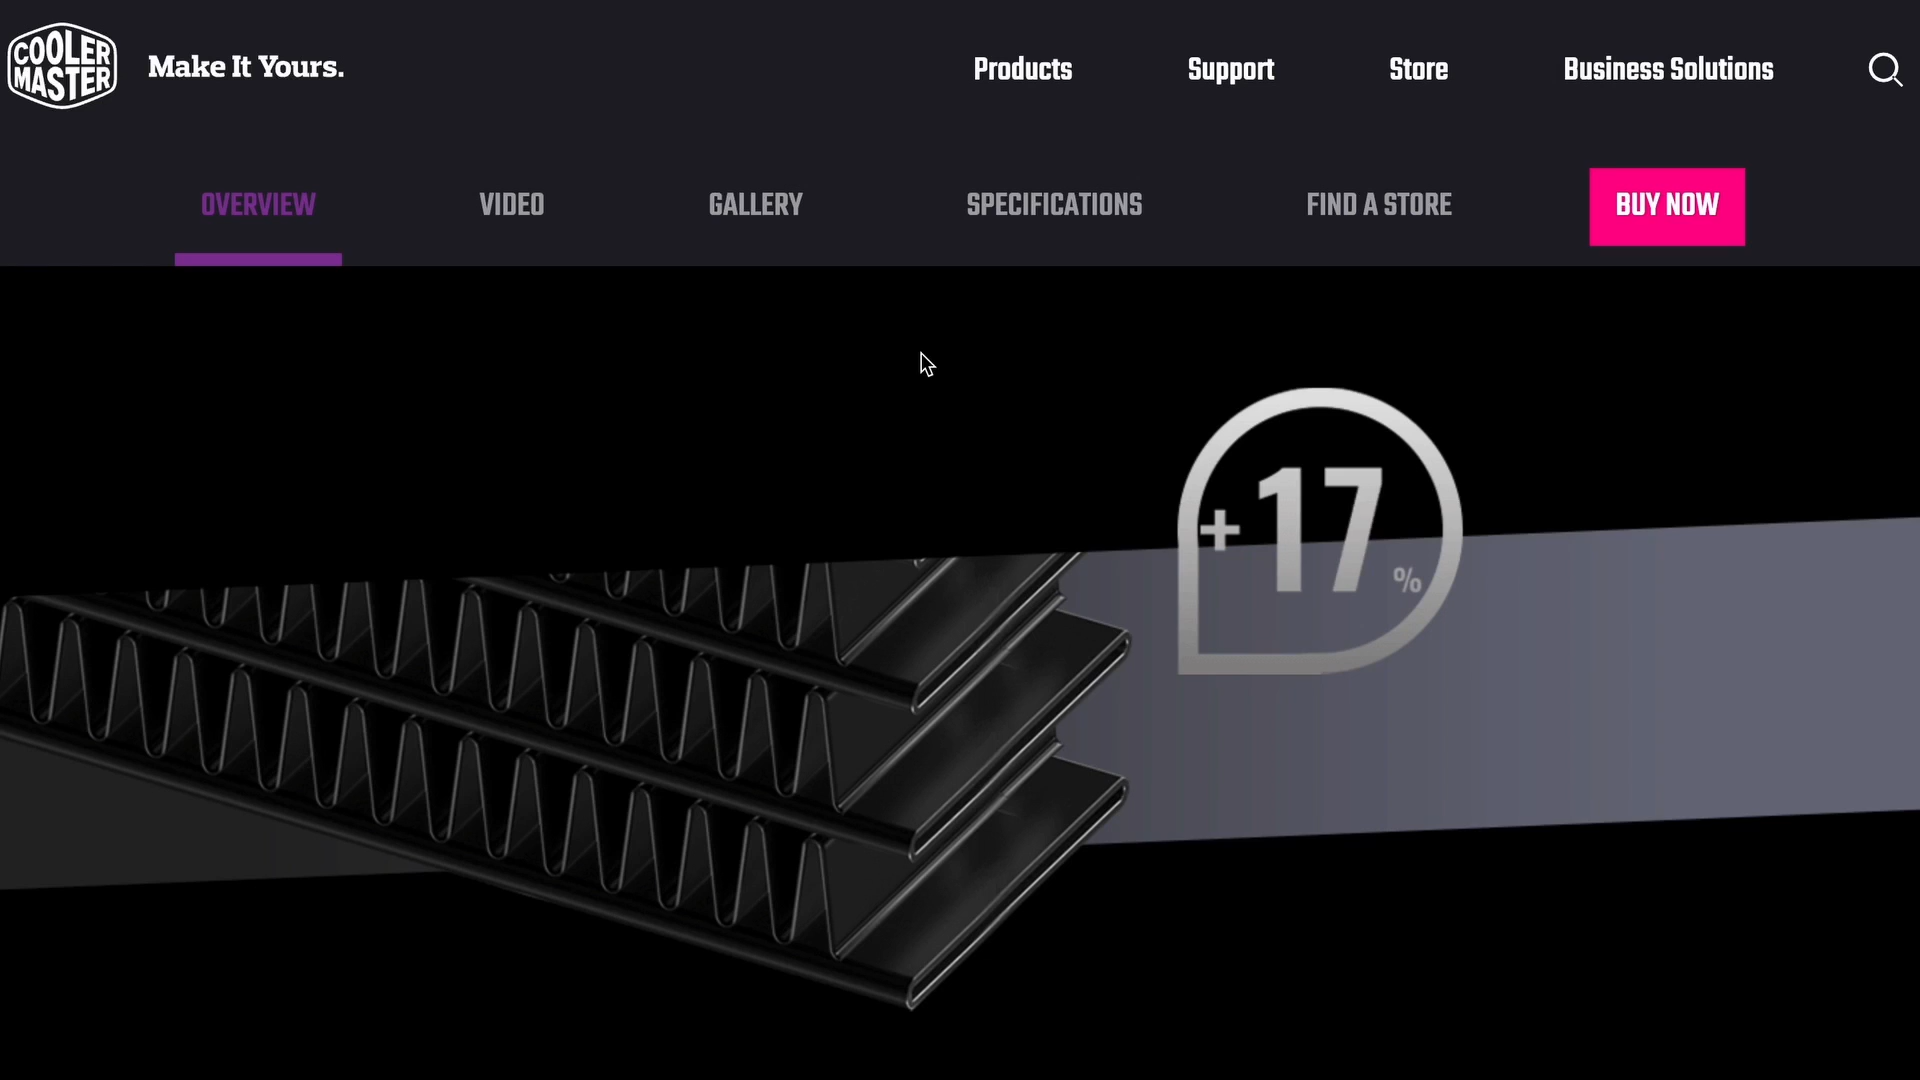 COOLER
MASTER
Make It Yours.
Products
Support
Store
Business Solutions
OVERVIEW
VIDEO
GALLERY
SPECIFICATIONS
FIND A STORE
BUY NOW
+17%